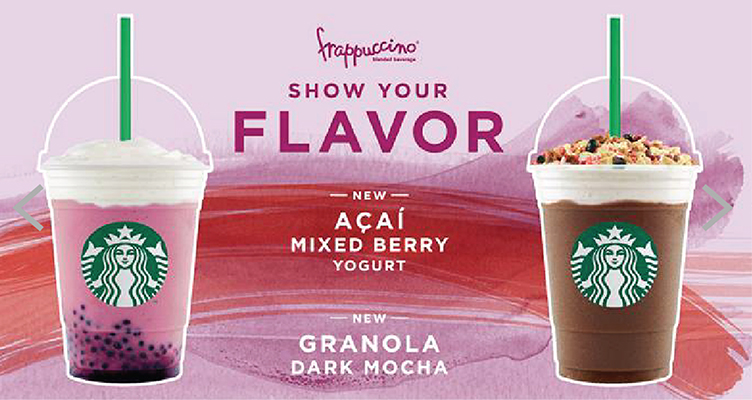 frappuccino®
blended beverage
SHOW YOUR
FLAVOR
NEW
AÇAÍ
MIXED BERRY
YOGURT
NEW
GRANOLA
DARK MOCHA